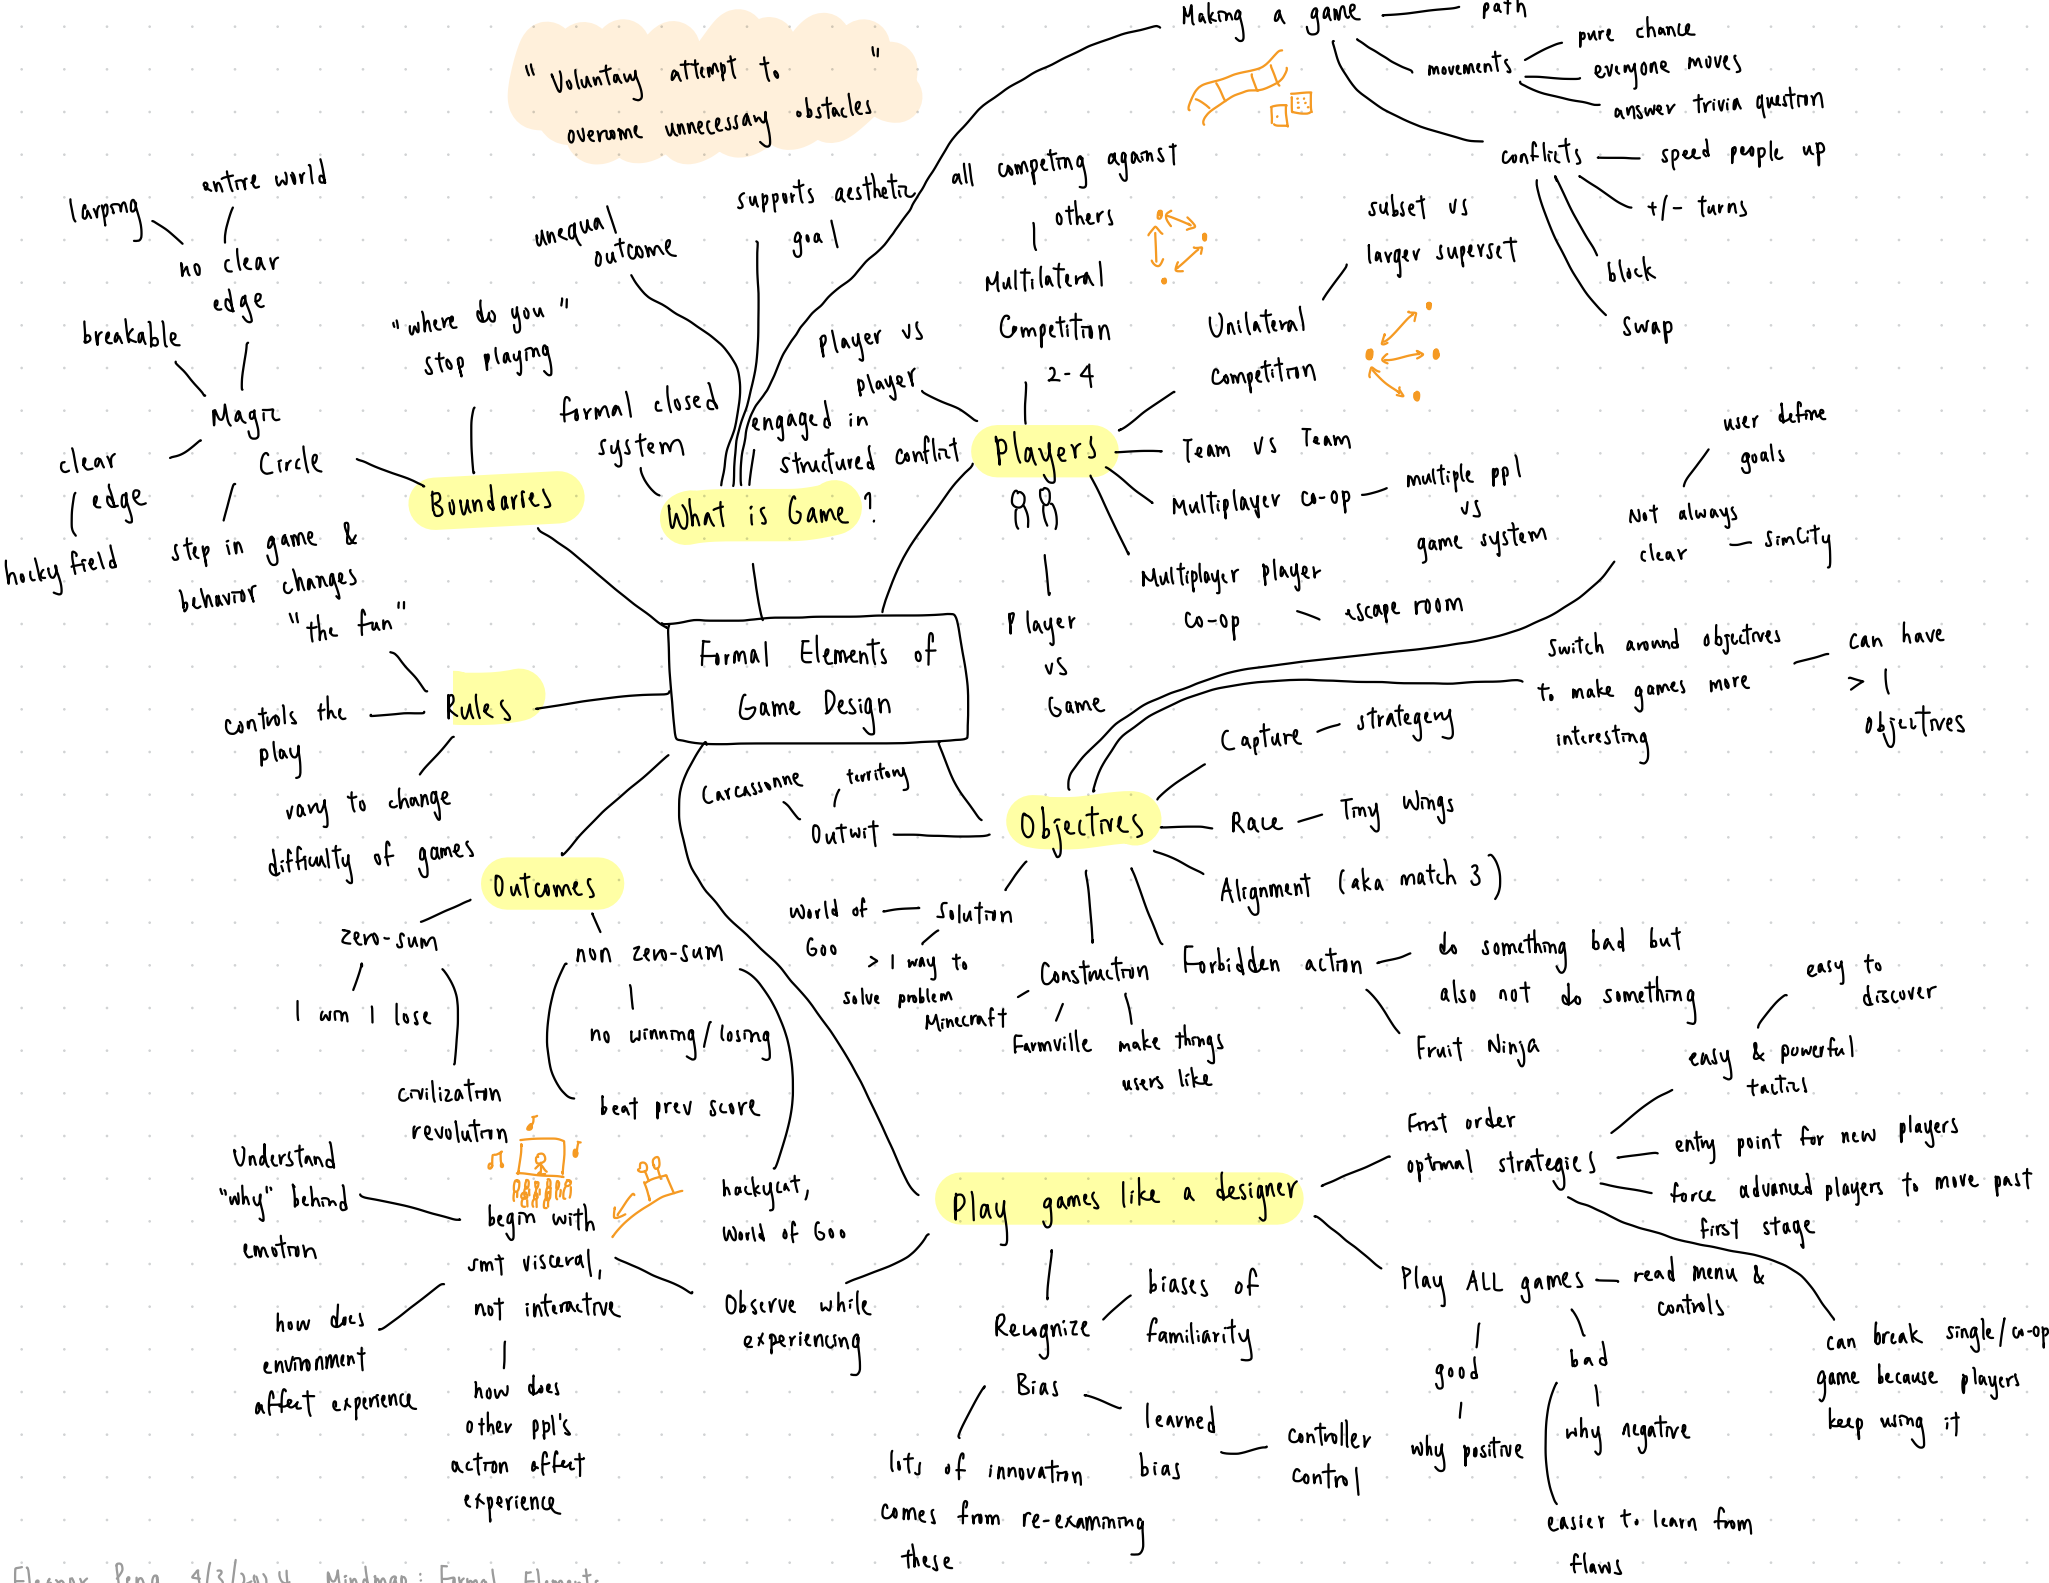 Making a game
path
movements
pure chance
everyone moves
answer trivia question
conflicts
speed people up
+/- turns
block
swap
" Voluntary attempt to "
overcome unnecessary obstacles
larping
entire world
no clear
edge
breakable
Magic
Circle
clear
edge
hocky field
step in game &
behavior changes
"where do you"
stop playing
Boundaries
unequal
outcome
supports aesthetic
goal
formal closed
system
engaged in
structured conflict
What is Game ?
all competing against
others
Multilateral
Competition
2-4
Player vs
player
subset vs
larger superset
Unilateral
Competition
Players
Team vs Team
Multiplayer co-op
multiple ppl
vs
game system
Multiplayer player
co-op
escape room
Player
vs
Game
user define
goals
Not always
clear
SimCity
Switch around objectives
to make games more
interesting
can have
> 1
objectives
Formal Elements of
Game Design
"the fun"
Rules
controls the
play
vary to change
difficulty of games
Carcassonne
territory
Outwit
Objectives
Capture
strategery
Race
Tiny Wings
Alignment (aka match 3)
World of
Goo
Solution
> 1 way to
solve problem
Construction
Minecraft
Farmville
make things
users like
Forbidden action
do something bad but
also not do something
Fruit Ninja
Outcomes
zero-sum
I win I lose
civilization
revolution
non zero-sum
no winning/losing
beat prev score
hackycat,
World of Goo
Play games like a designer
First order
optimal strategies
easy & powerful
tactics
easy to
discover
entry point for new players
force advanced players to move past
first stage
can break single/co-op
game because players
keep using it
Play ALL games
read menu &
controls
good
why positive
bad
why negative
easier to learn from
flaws
Recognize
Bias
biases of
familiarity
learned
bias
controller
control
lots of innovation
comes from re-examining
these
Observe while
experiencing
begin with
smt visceral,
not interactive
Understand
"why" behind
emotion
how does
environment
affect experience
how does
other ppl's
action affect
experience
Eleanor Peng 4/3/2024 Mindmap: Formal Elements